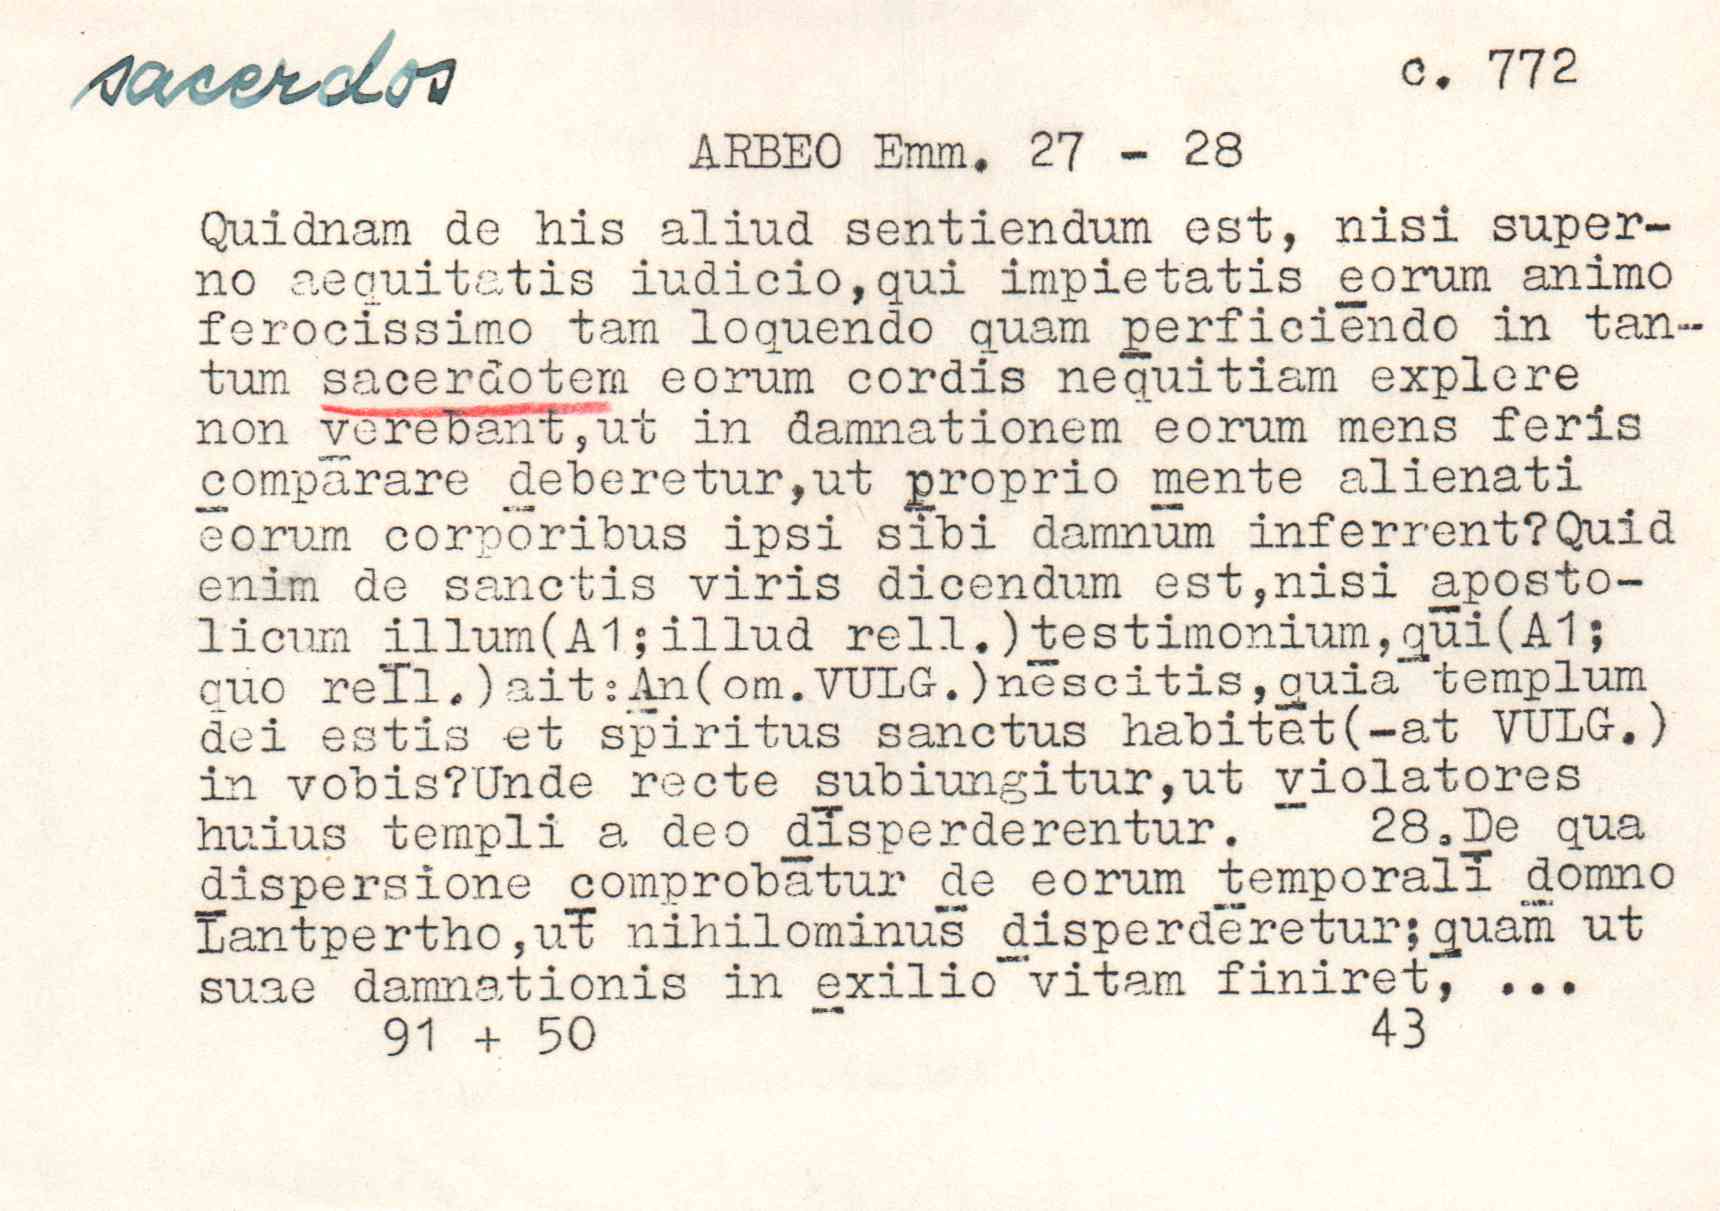 sacerdos
c. 772
ARBEO Emm. 27 - 28
Quidnam de his aliud sentiendum est, nisi super-
no aequitatis iudicio,qui impietatis eorum animo
ferocissimo tam loquendo quam perficiendo in tan-
tum sacerdotem eorum cordis nequitiam explere
non verebant,ut in damnationem eorum mens feris
comparare deberetur,ut proprio mente alienati
eorum corporibus ipsi sibi damnum inferrent?Quid
enim de sanctis viris dicendum est,nisi aposto-
licum illum(A1;illud rell.)testimonium,qui(A1;
quo rell.)ait:An(om.VULG.)nescitis,quia templum
dei estis et spiritus sanctus habitet(-at VULG.)
in vobis?Unde recte subiungitur,ut violatores
huius templi a deo disperderentur. 28.De qua
dispersione comprobatur de eorum temporali domno
Lantpertho,ut nihilominus disperderetur;quam ut
suae damnationis in exilio vitam finiret, ...
91 + 50 43